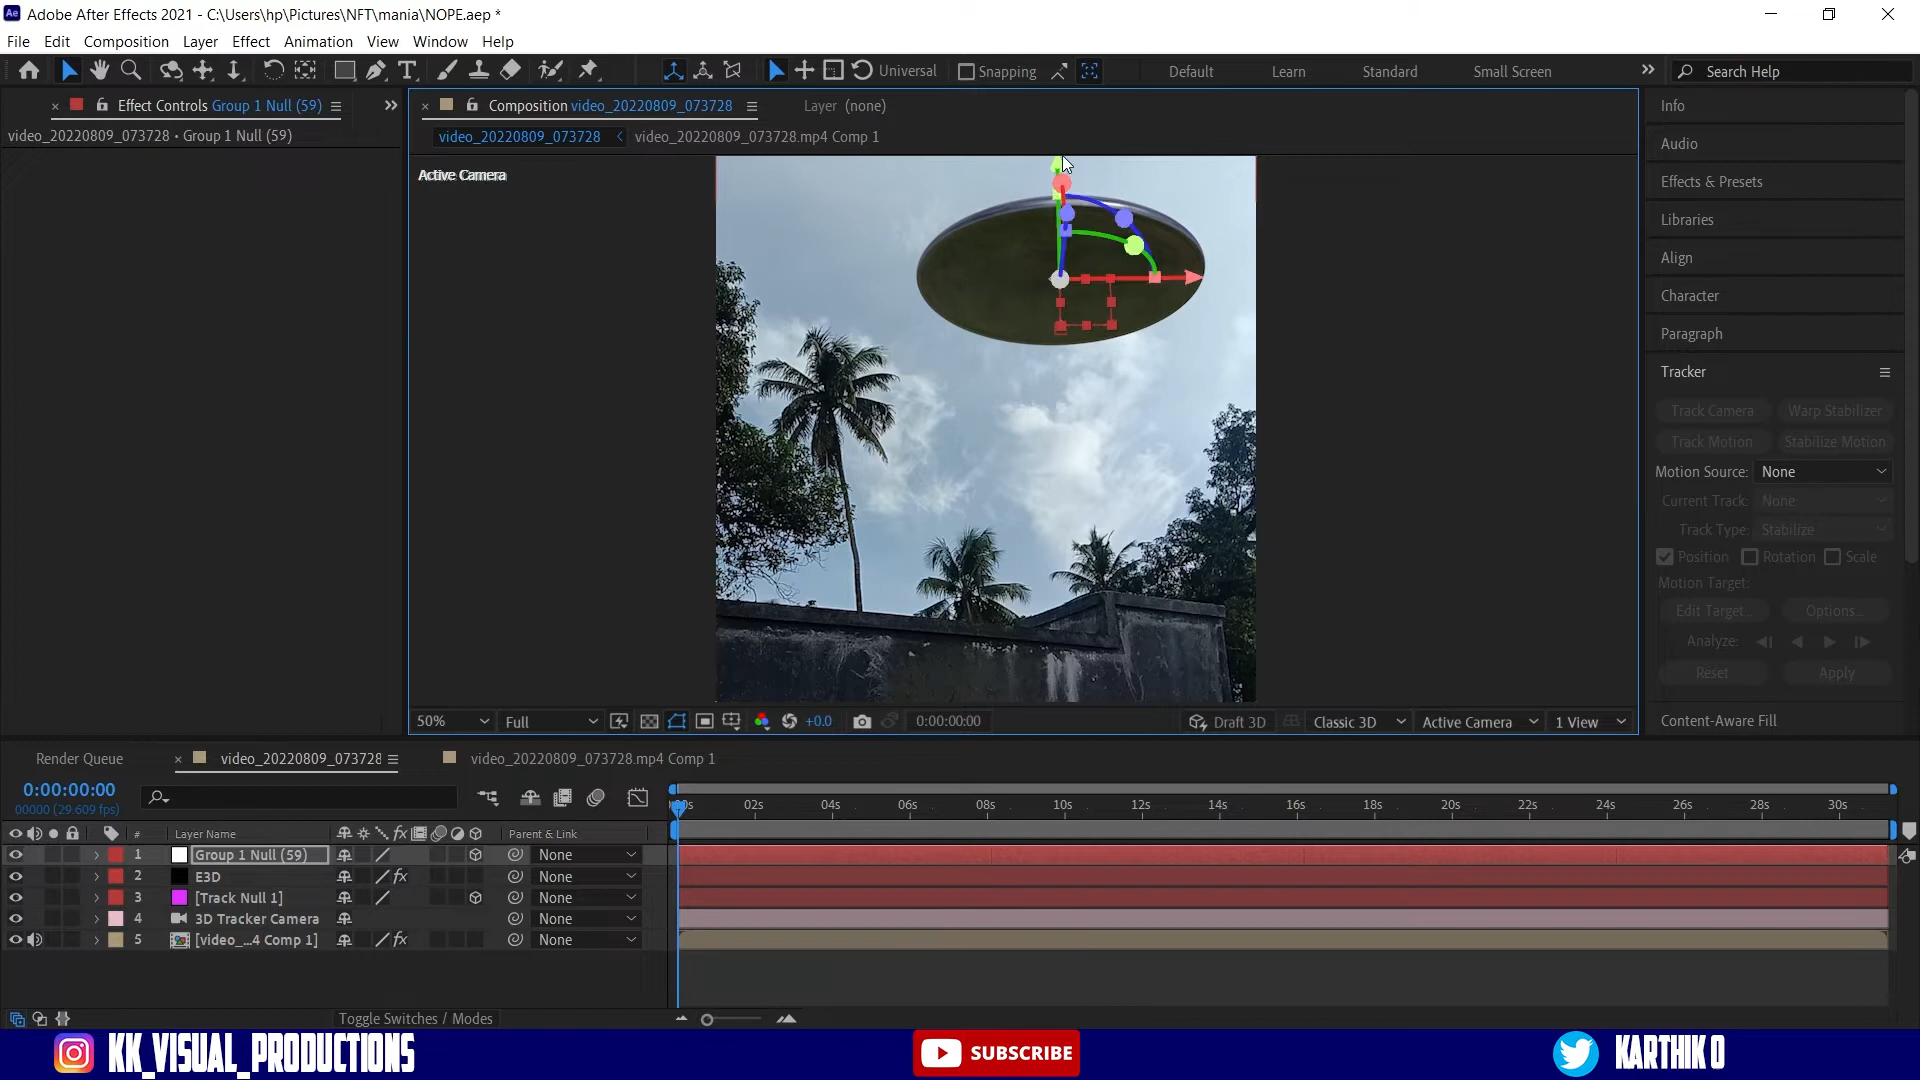 Adobe After Effects 2021 - C:\Users\hp\Pictures\NFT\mania\NOPE.aep *
File Edit Composition Layer Effect Animation View Window Help
Universal Snapping Default Learn Standard Small Screen Search Help
Effect Controls Group 1 Null (59)
Composition video_20220809_073728 Layer (none)
video_20220809_073728 • Group 1 Null (59)
video_20220809_073728 < video_20220809_073728.mp4 Comp 1
Active Camera
Info
Audio
Effects & Presets
Libraries
Align
Character
Paragraph
Tracker
Track Camera Warp Stabilizer
Track Motion Stabilize Motion
Motion Source: None
Current Track: None
Track Type: Stabilize
Position Rotation Scale
Motion Target:
Edit Target... Options...
Analyze:
Reset Apply
Content-Aware Fill
50% Full +0.0 0:00:00:00 Draft 3D Classic 3D Active Camera 1 View
Render Queue video_20220809_073728 video_20220809_073728.mp4 Comp 1
0:00:00:00
00000 (29.609 fps)
02s 04s 06s 08s 10s 12s 14s 16s 18s 20s 22s 24s 26s 28s 30s
# Layer Name fx Parent & Link
1 Group 1 Null (59) None
2 E3D fx None
3 [Track Null 1] None
4 3D Tracker Camera None
5 [video_...4 Comp 1] fx None
Toggle Switches / Modes
KK_VISUAL_PRODUCTIONS SUBSCRIBE KARTHIK O